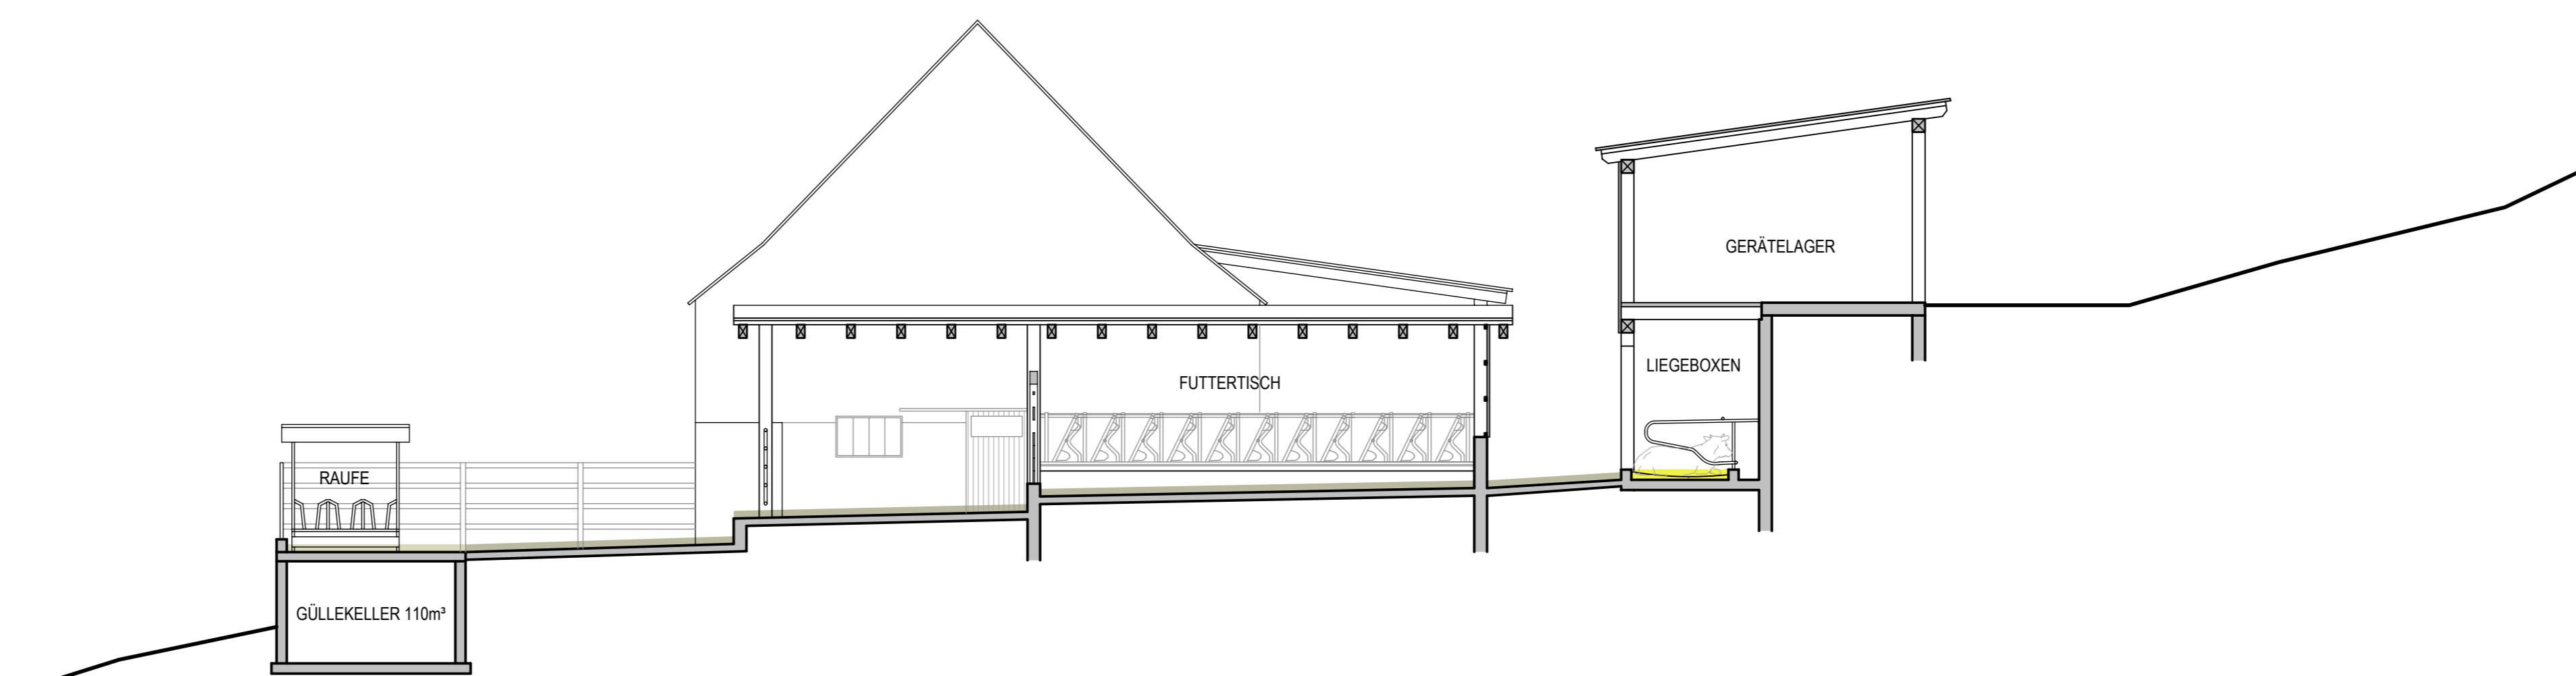 GERÄTELAGER
LIEGEBOXEN
FUTTERTISCH
RAUFE
GÜLLEKELLER 110m³